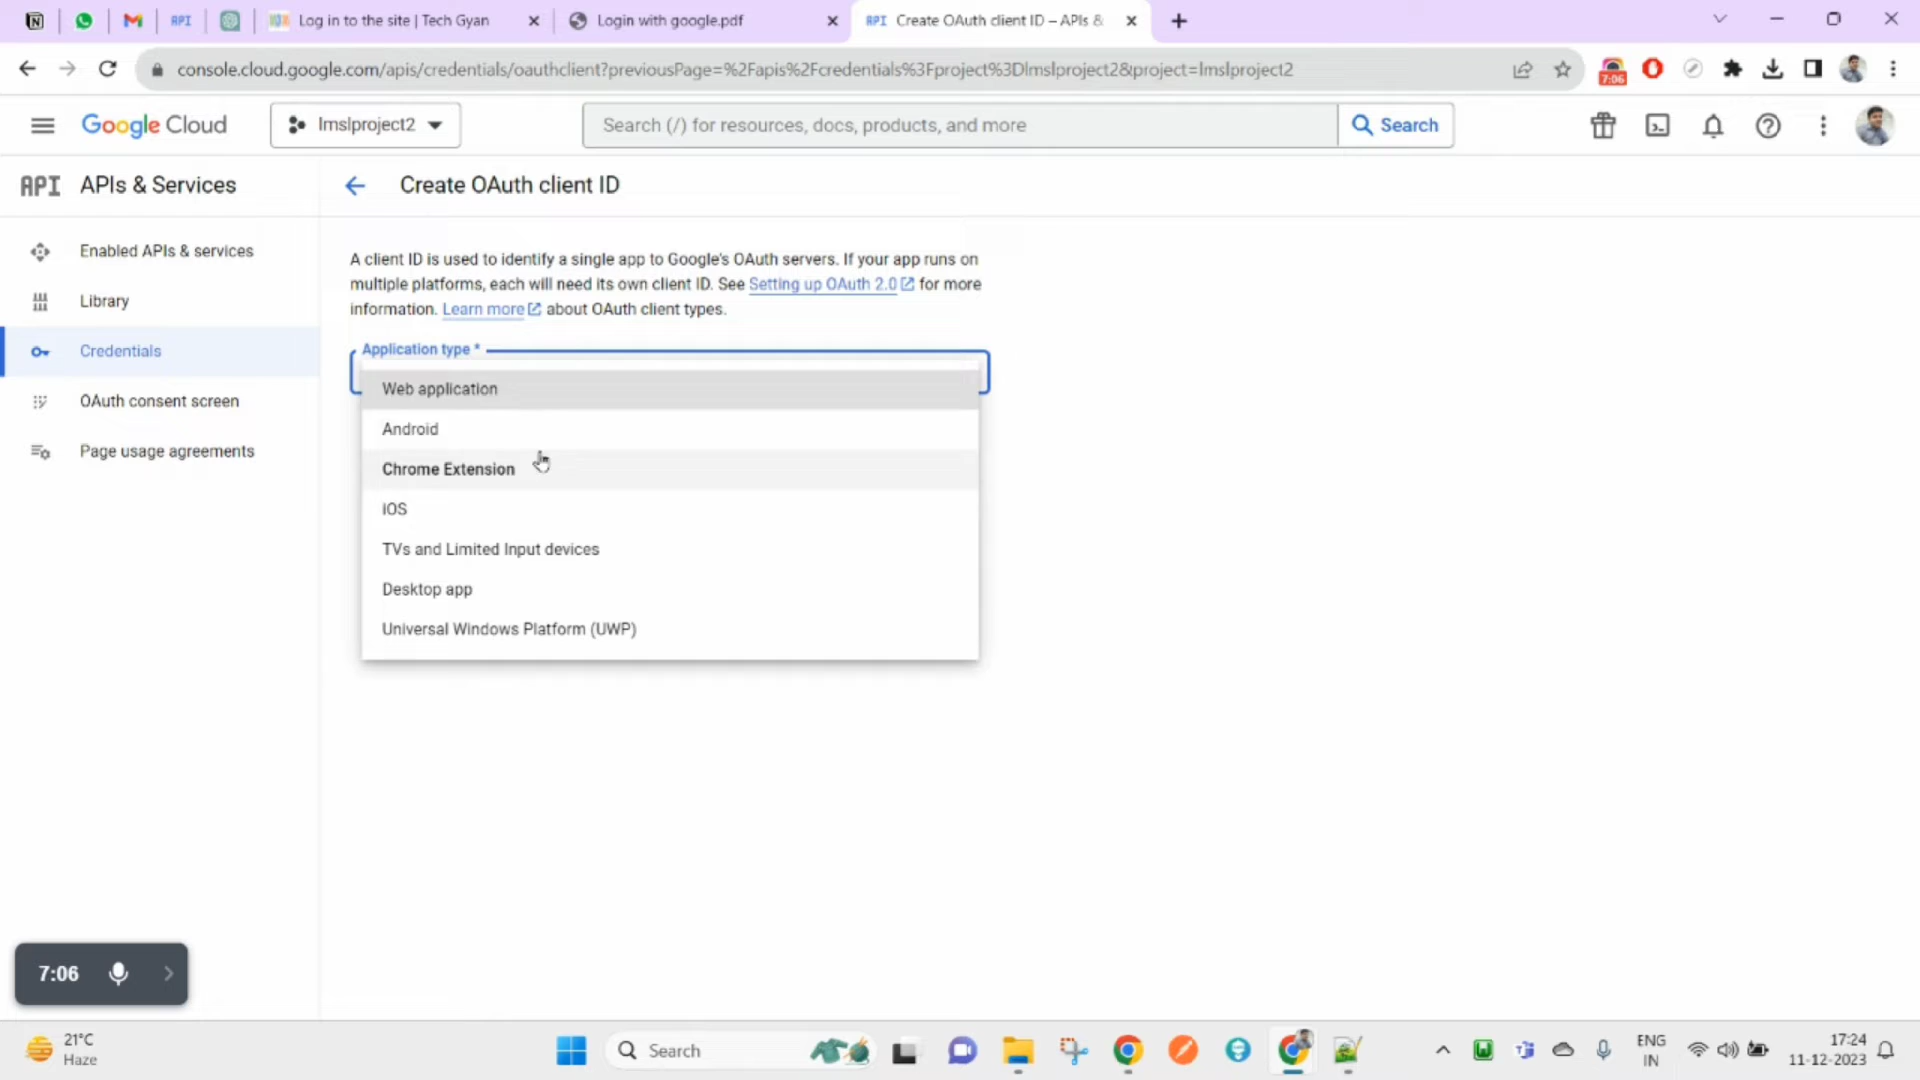 API
Log in to the site | Tech Gyan
Login with google.pdf
API
Create OAuth client ID – APIs &
console.cloud.google.com/apis/credentials/oauthclient?previousPage=%2Fapis%2Fcredentials%3Fproject%3Dlmslproject2&project=lmslproject2
7:06
Google Cloud
lmslproject2
Search (/) for resources, docs, products, and more
Search
API
APIs & Services
Create OAuth client ID
Enabled APIs & services
Library
Credentials
OAuth consent screen
Page usage agreements
A client ID is used to identify a single app to Google's OAuth servers. If your app runs on
multiple platforms, each will need its own client ID. See Setting up OAuth 2.0 for more
information. Learn more about OAuth client types.
Application type *
Web application
Android
Chrome Extension
iOS
TVs and Limited Input devices
Desktop app
Universal Windows Platform (UWP)
7:06
21°C
Haze
Search
ENG
IN
17:24
11-12-2023